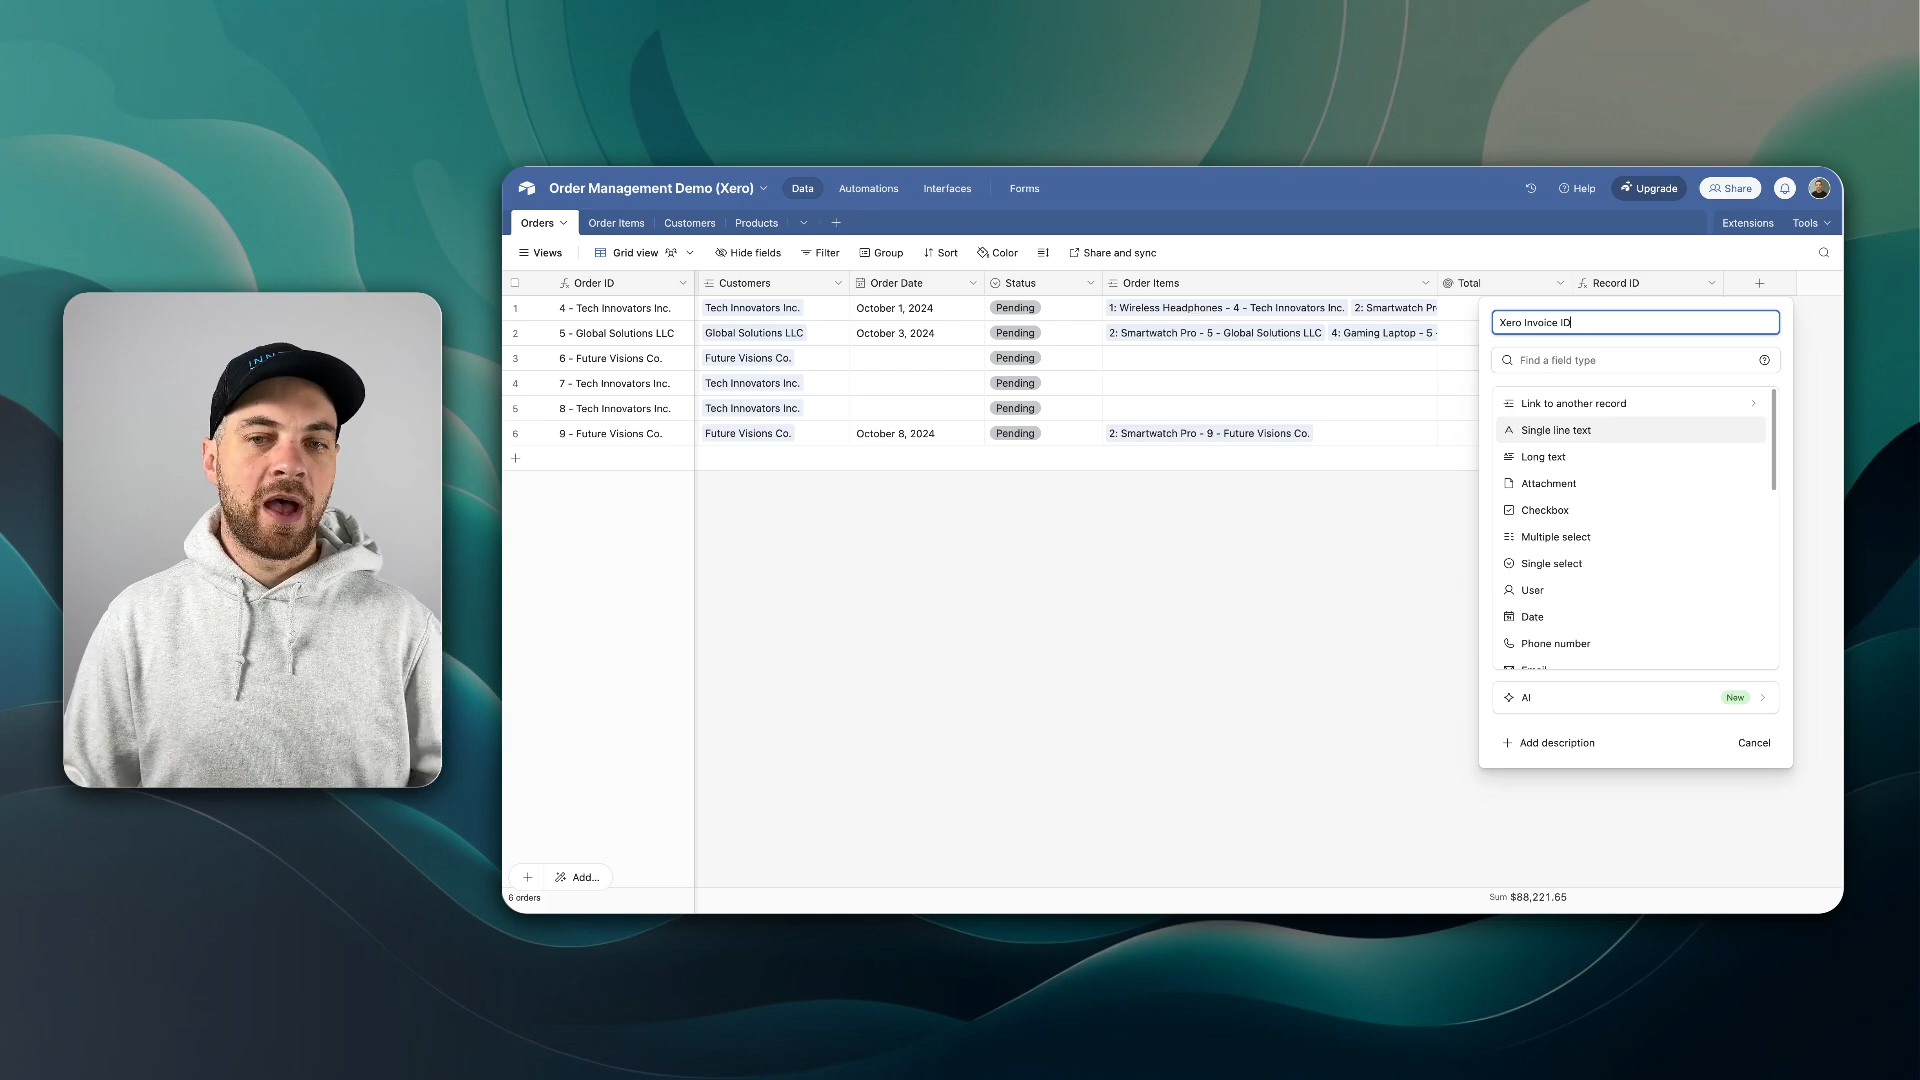 Order Management Demo (Xero) Data Automations Interfaces Forms Help Upgrade Share
Orders Order Items Customers Products Extensions Tools
Views Grid view Hide fields Filter Group Sort Color Share and sync
Order ID Customers Order Date Status Order Items Total Record ID
1 4 - Tech Innovators Inc. Tech Innovators Inc. October 1, 2024 Pending 1: Wireless Headphones - 4 - Tech Innovators Inc. 2: Smartwatch Pr
2 5 - Global Solutions LLC Global Solutions LLC October 3, 2024 Pending 2: Smartwatch Pro - 5 - Global Solutions LLC 4: Gaming Laptop - 5 -
3 6 - Future Visions Co. Future Visions Co. Pending
4 7 - Tech Innovators Inc. Tech Innovators Inc. Pending
5 8 - Tech Innovators Inc. Tech Innovators Inc. Pending
6 9 - Future Visions Co. Future Visions Co. October 8, 2024 Pending 2: Smartwatch Pro - 9 - Future Visions Co.
Xero Invoice ID
Find a field type
Link to another record
Single line text
Long text
Attachment
Checkbox
Multiple select
Single select
User
Date
Phone number
AI New
Add description Cancel
Add...
6 orders Sum $88,221.65